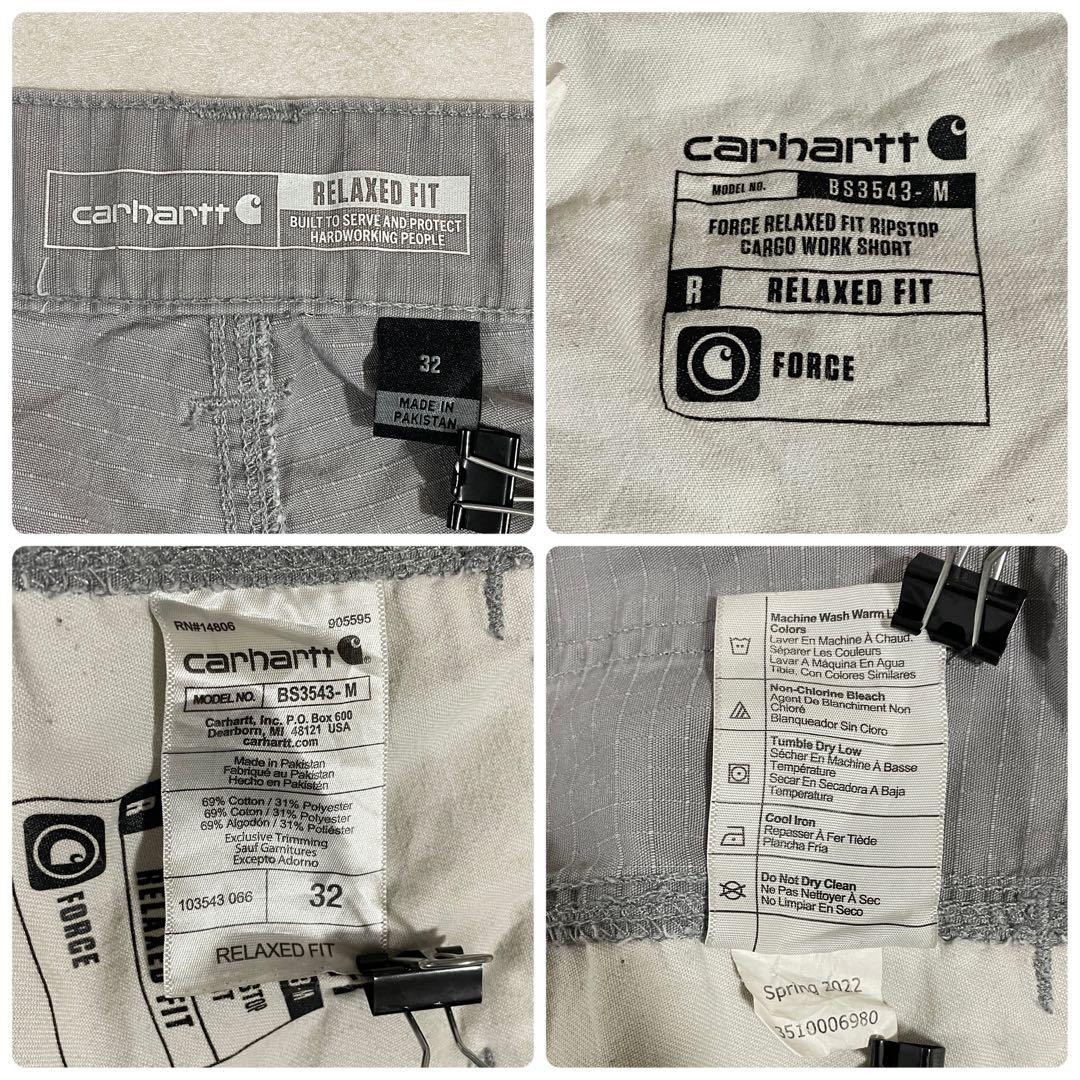 carhartt
RELAXED FIT
BUILT TO SERVE AND PROTECT
HARDWORKING PEOPLE
32
MADE IN
PAKISTAN
carhartt
MODEL NO. BS3543-M
FORCE RELAXED FIT RIPSTOP
CARGO WORK SHORT
R RELAXED FIT
FORCE
RN#14806 905595
carhartt
MODEL NO. BS3543-M
Carhartt, Inc. P.O. Box 600
Dearborn, MI 48121 USA
carhartt.com
Made in Pakistan
Fabriqué au Pakistan
Hecho en Pakistán
69% Cotton / 31% Polyester
69% Coton / 31% Polyester
69% Algodón / 31% Poliéster
Exclusive Trimming
Sauf Garnitures
Excepto Adorno
103543 066 32
RELAXED FIT
R RELAXED FIT
FORCE
Machine Wash Warm
Colors
Laver En Machine À Chaud.
Séparer Les Couleurs
Lavar A Máquina En Agua
Tibia, Con Colores Similares
Non-Chlorine Bleach
Agent De Blanchiment Non
Chloré
Blanqueador Sin Cloro
Tumble Dry Low
Sécher En Machine À Basse
Température
Secar En Secadora A Baja
Temperatura
Cool Iron
Repasser À Fer Tiède
Plancha Fria
Do Not Dry Clean
Ne Pas Nettoyer À Sec
No Limpiar En Seco
Spring 2022
3510006980